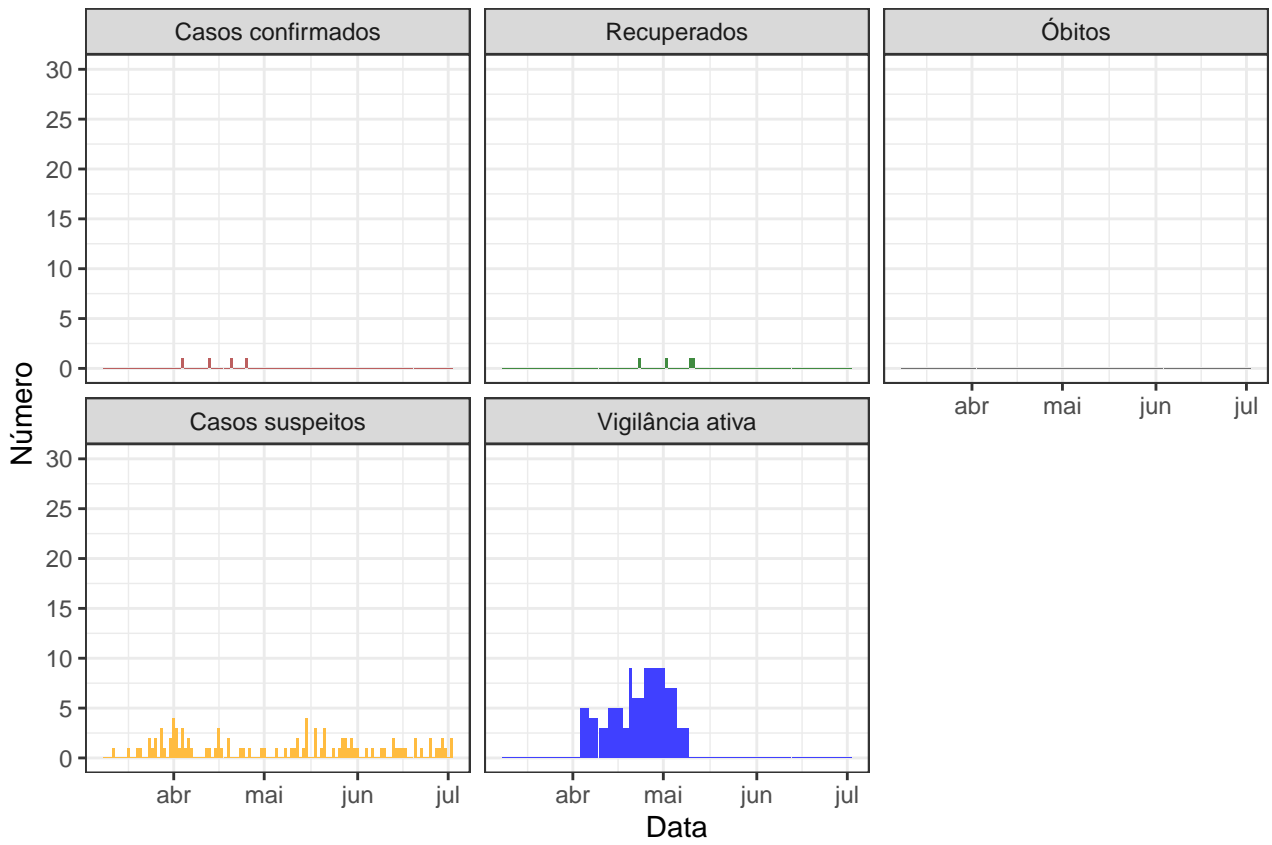 Casos confirmados
Recuperados
Óbitos
30
25
20
15
10
5
0
abr mai jun jul
Número
Casos suspeitos
Vigilância ativa
30
25
20
15
10
5
0
abr mai jun jul
abr mai jun jul
Data